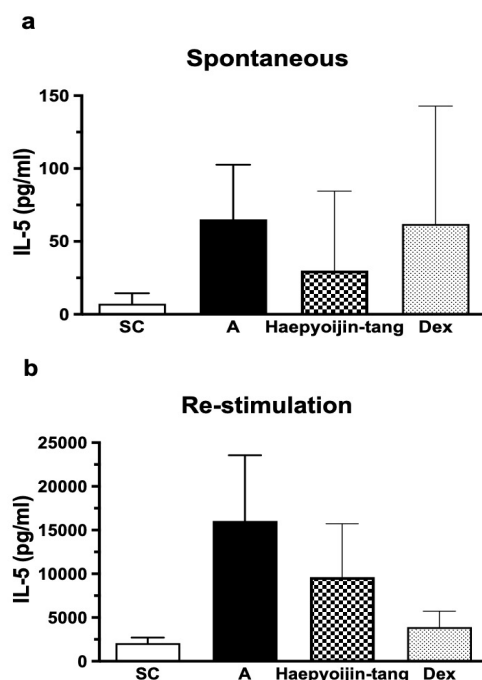 a
Spontaneous
150
100
50
0
IL-5 (pg/ml)
SC A Haepyoijin-tang Dex
b
Re-stimulation
25000
20000
15000
10000
5000
0
IL-5 (pg/ml)
SC A Haepyoijin-tang Dex